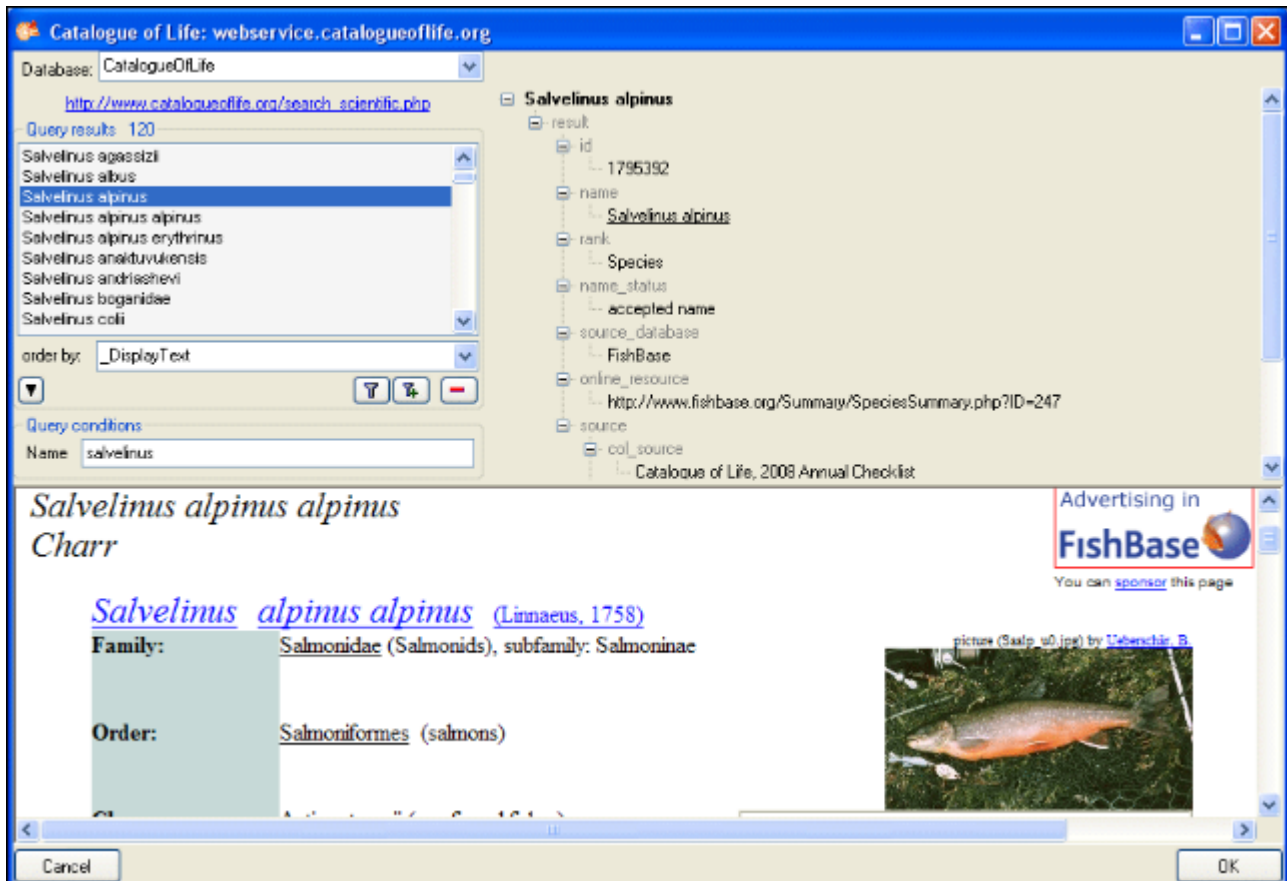 Catalogue of Life: webservice.catalogueoflife.org
Database: CatalogueOfLife
http://www.catalogueoflife.org/search_scientific.php
Query results 120
Salvelinus agassizii
Salvelinus albus
Salvelinus alpinus
Salvelinus alpinus alpinus
Salvelinus alpinus erythrinus
Salvelinus anaktuvukensis
Salvelinus andriashevi
Salvelinus boganidae
Salvelinus colii
order by: _DisplayText
Query conditions
Name salvelinus
Salvelinus alpinus
result
id
1795392
name
Salvelinus alpinus
rank
Species
name_status
accepted name
source_database
FishBase
online_resource
http://www.fishbase.org/Summary/SpeciesSummary.php?ID=247
source
col_source
Catalogue of Life, 2008 Annual Checklist
Salvelinus alpinus alpinus
Charr
Advertising in
FishBase
You can sponsor this page
Salvelinus alpinus alpinus (Linnaeus, 1758)
Family: Salmonidae (Salmonids), subfamily: Salmoninae
picture (Saalp_u0.jpg) by Ueberschär, B.
Order: Salmoniformes (salmons)
Cancel
OK